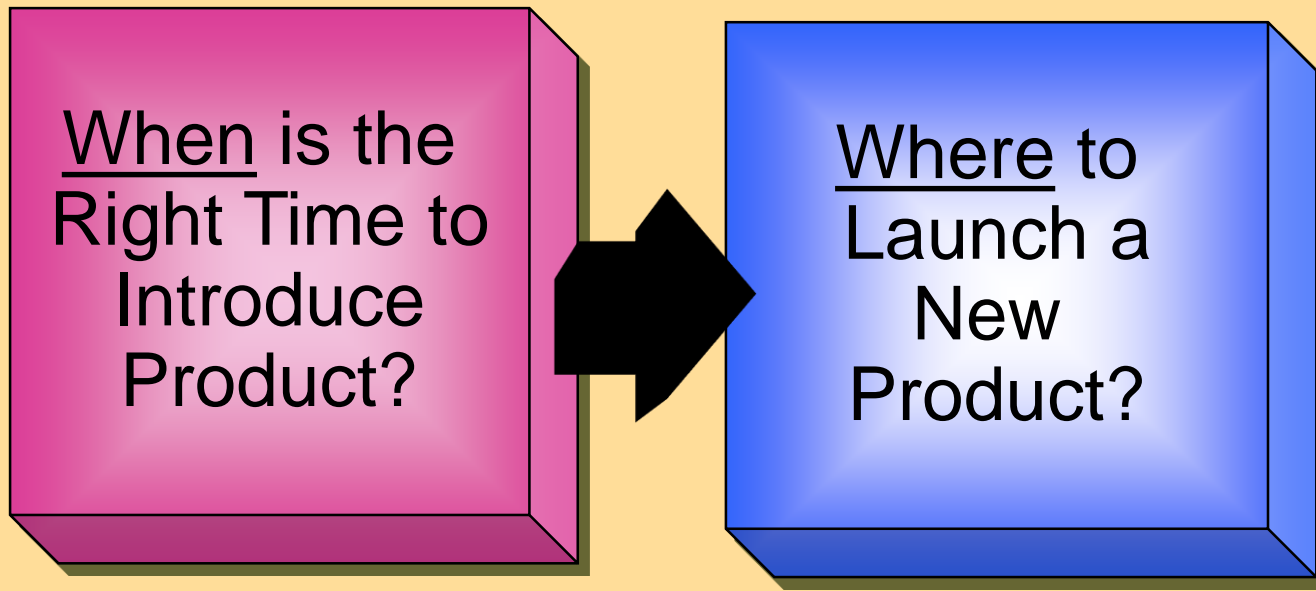 When is the
Right Time to
Introduce
Product?
Where to
Launch a
New
Product?